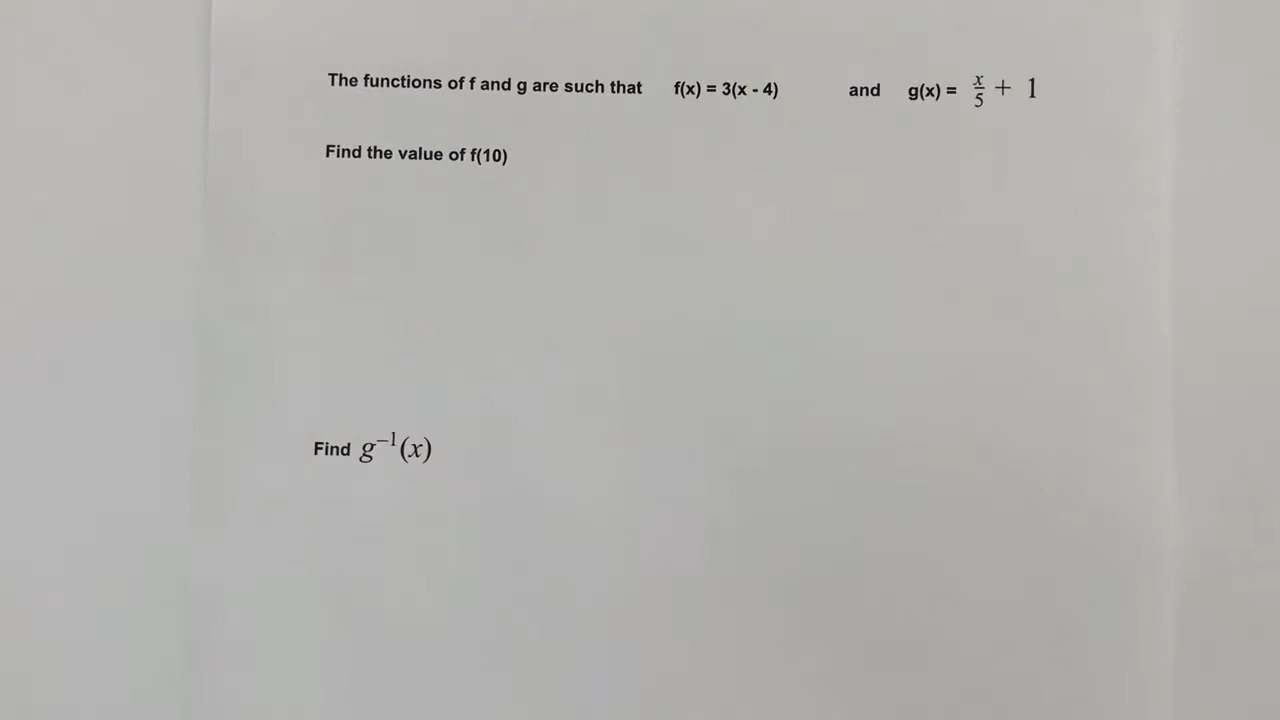 The functions of f and g are such that f(x) = 3(x - 4) and g(x) = x/5 + 1
Find the value of f(10)
Find g⁻¹(x)